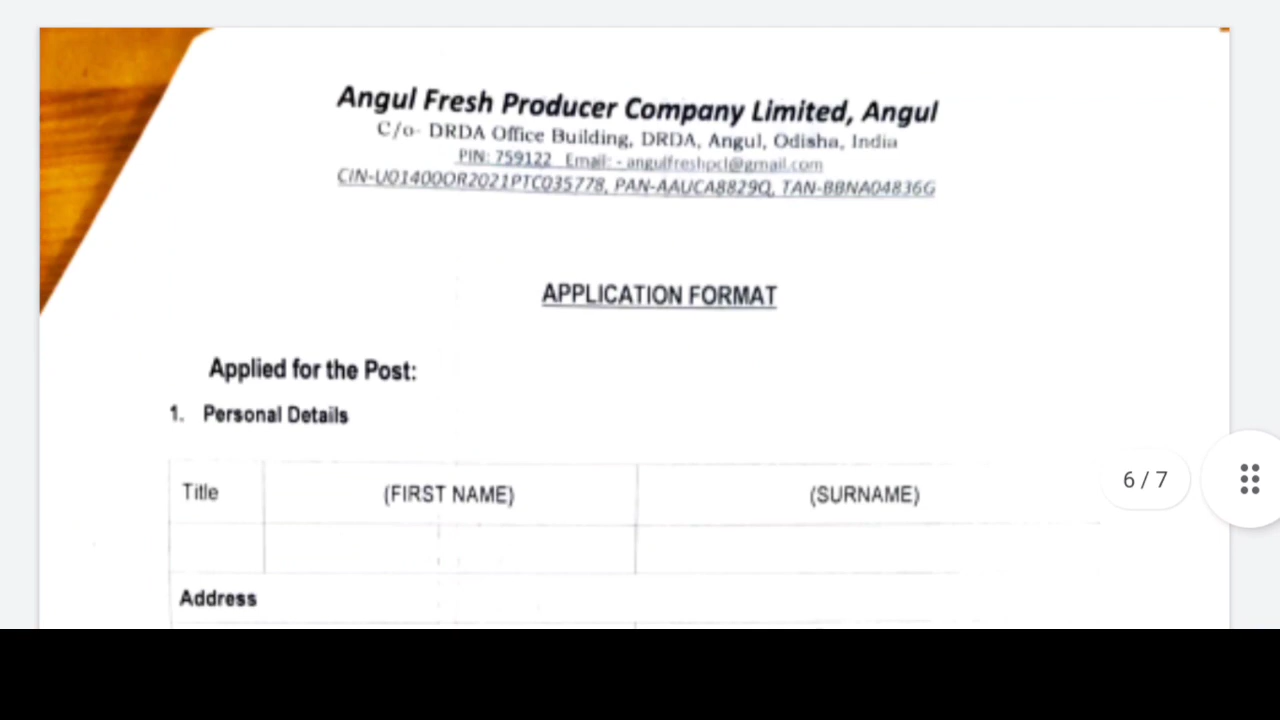 Angul Fresh Producer Company Limited, Angul
C/o- DRDA Office Building, DRDA, Angul, Odisha, India
PIN: 759122 Email: - angulfreshpcl@gmail.com
CIN-U01400OR2021PTC035778, PAN-AAUCA8829Q, TAN-BBNA04836G
APPLICATION FORMAT
Applied for the Post:
1. Personal Details
Title (FIRST NAME) (SURNAME)
6 / 7
Address